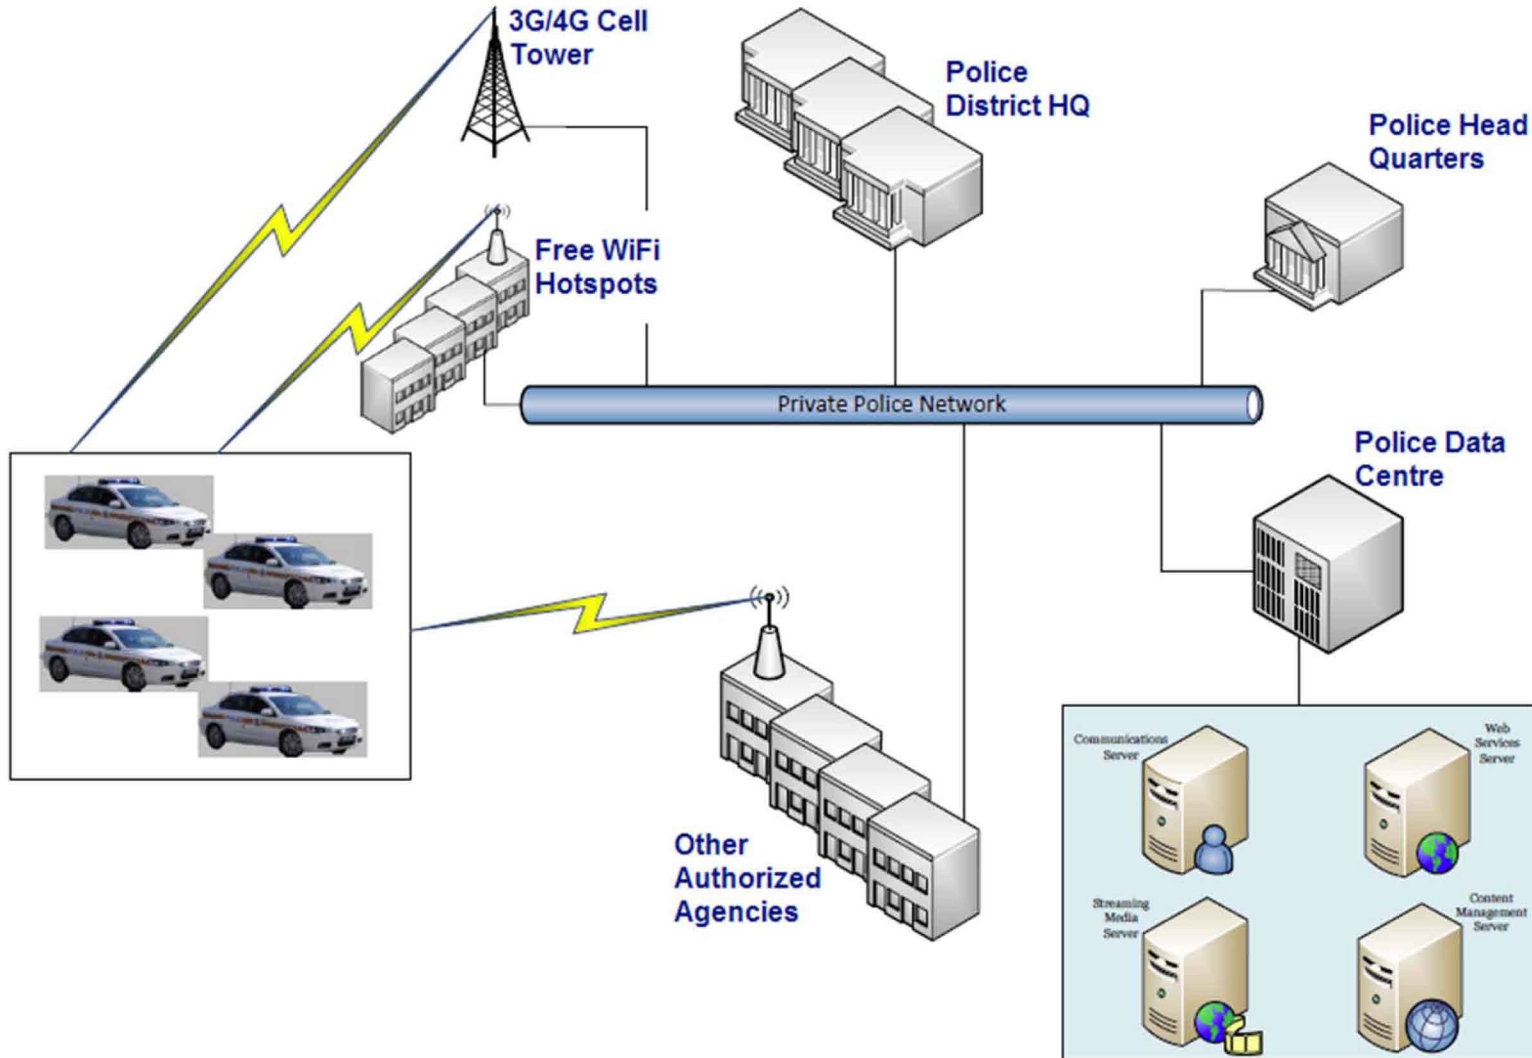 3G/4G Cell
Tower
Police
District HQ
Police Head
Quarters
Free WiFi
Hotspots
Private Police Network
Police Data
Centre
Other
Authorized
Agencies
Communications
Server
Web
Services
Server
Streaming
Media
Server
Content
Management
Server